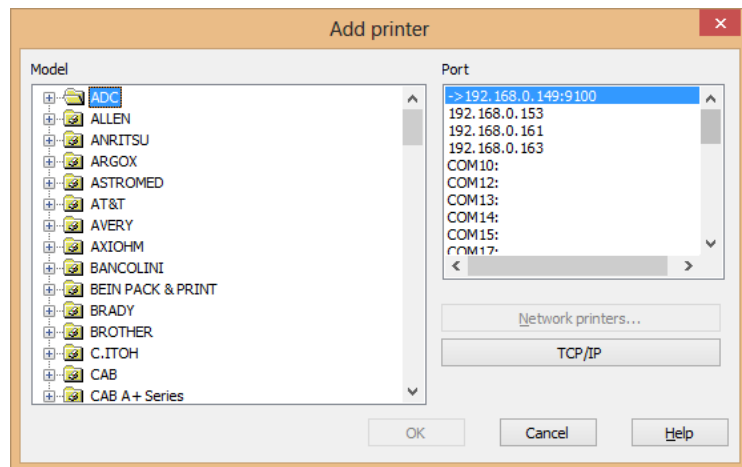 Add printer
Model
ADC
ALLEN
ANRITSU
ARGOX
ASTROMED
AT&T
AVERY
AXIOHM
BANCOLINI
BEIN PACK & PRINT
BRADY
BROTHER
C.ITOH
CAB
CAB A+ Series
Port
->192.168.0.149:9100
192.168.0.153
192.168.0.161
192.168.0.163
COM10:
COM12:
COM13:
COM14:
COM15:
COM17:
Network printers...
TCP/IP
OK
Cancel
Help